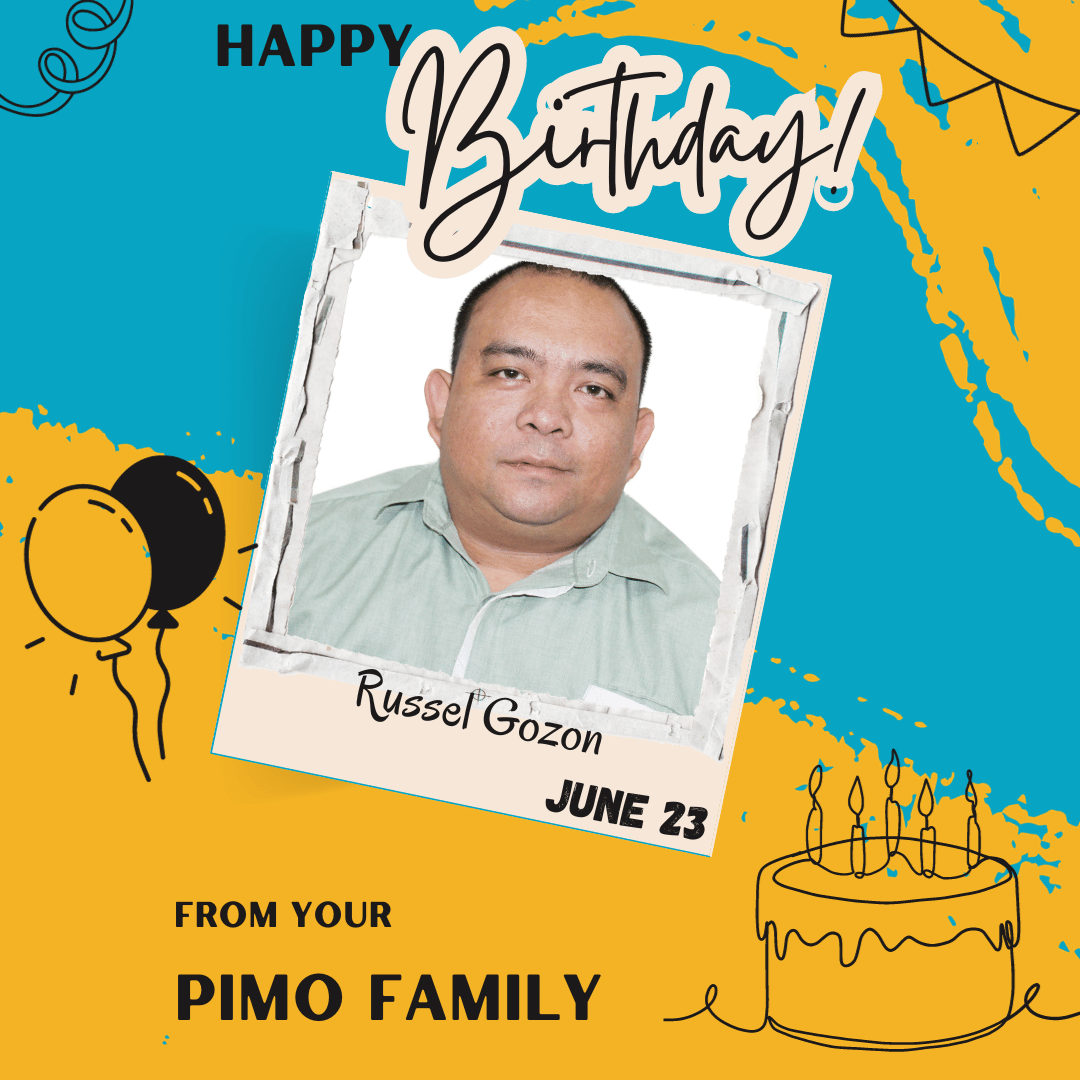 HAPPY
Birthday!
Russel Gozon
JUNE 23
FROM YOUR
PIMO FAMILY